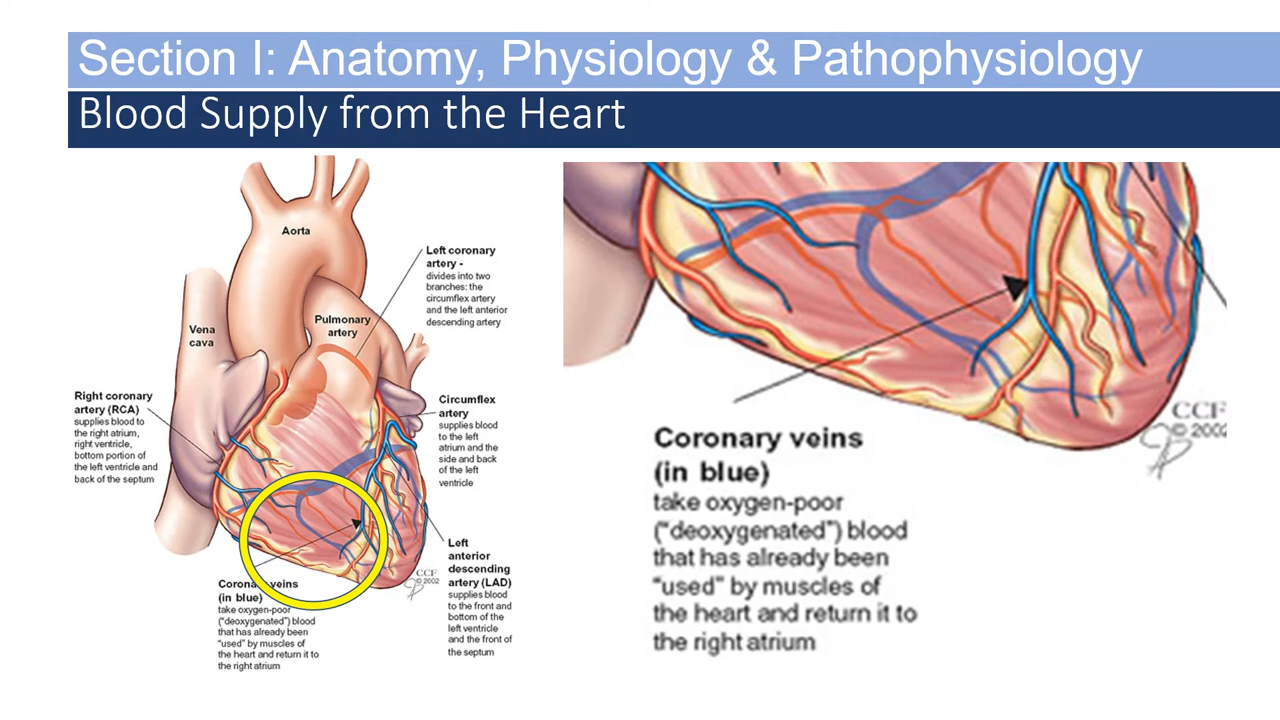 Section I: Anatomy, Physiology & Pathophysiology
Blood Supply from the Heart
Aorta
Left coronary
artery -
divides into two
branches: the
circumflex artery
and the left anterior
descending artery
Pulmonary
artery
Vena
cava
Right coronary
artery (RCA)
supplies blood to
the right atrium,
right ventricle,
bottom portion of
the left ventricle and
back of the septum
Circumflex
artery
supplies blood
to the left
atrium and the
side and back
of the left
ventricle
Left
anterior
descending
artery (LAD)
supplies blood
to the front and
bottom of the
left ventricle
and the front of
the septum
CCF
© 2002
Coronary veins
(in blue)
take oxygen-poor
("deoxygenated") blood
that has already been
"used" by muscles of
the heart and return it to
the right atrium
CCF
© 2002
Coronary veins
(in blue)
take oxygen-poor
("deoxygenated") blood
that has already been
"used" by muscles of
the heart and return it to
the right atrium